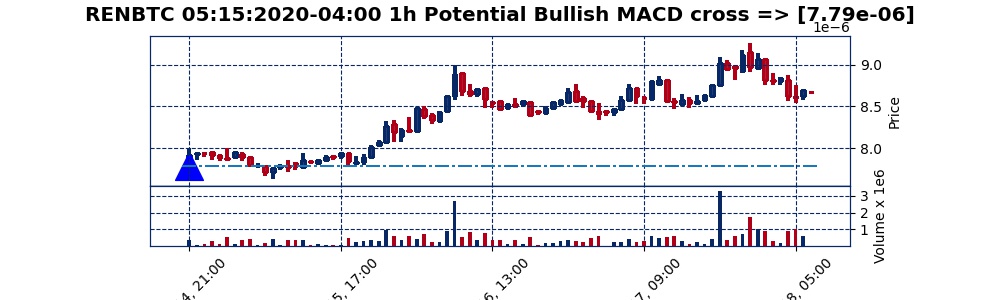 RENBTC 05:15:2020-04:00 1h Potential Bullish MACD cross => [7.79e-06]
1e−6
9.0
8.5
8.0
Price
3
2
1
Volume x 1e6
4, 21:00
5, 17:00
6, 13:00
7, 09:00
8, 05:00